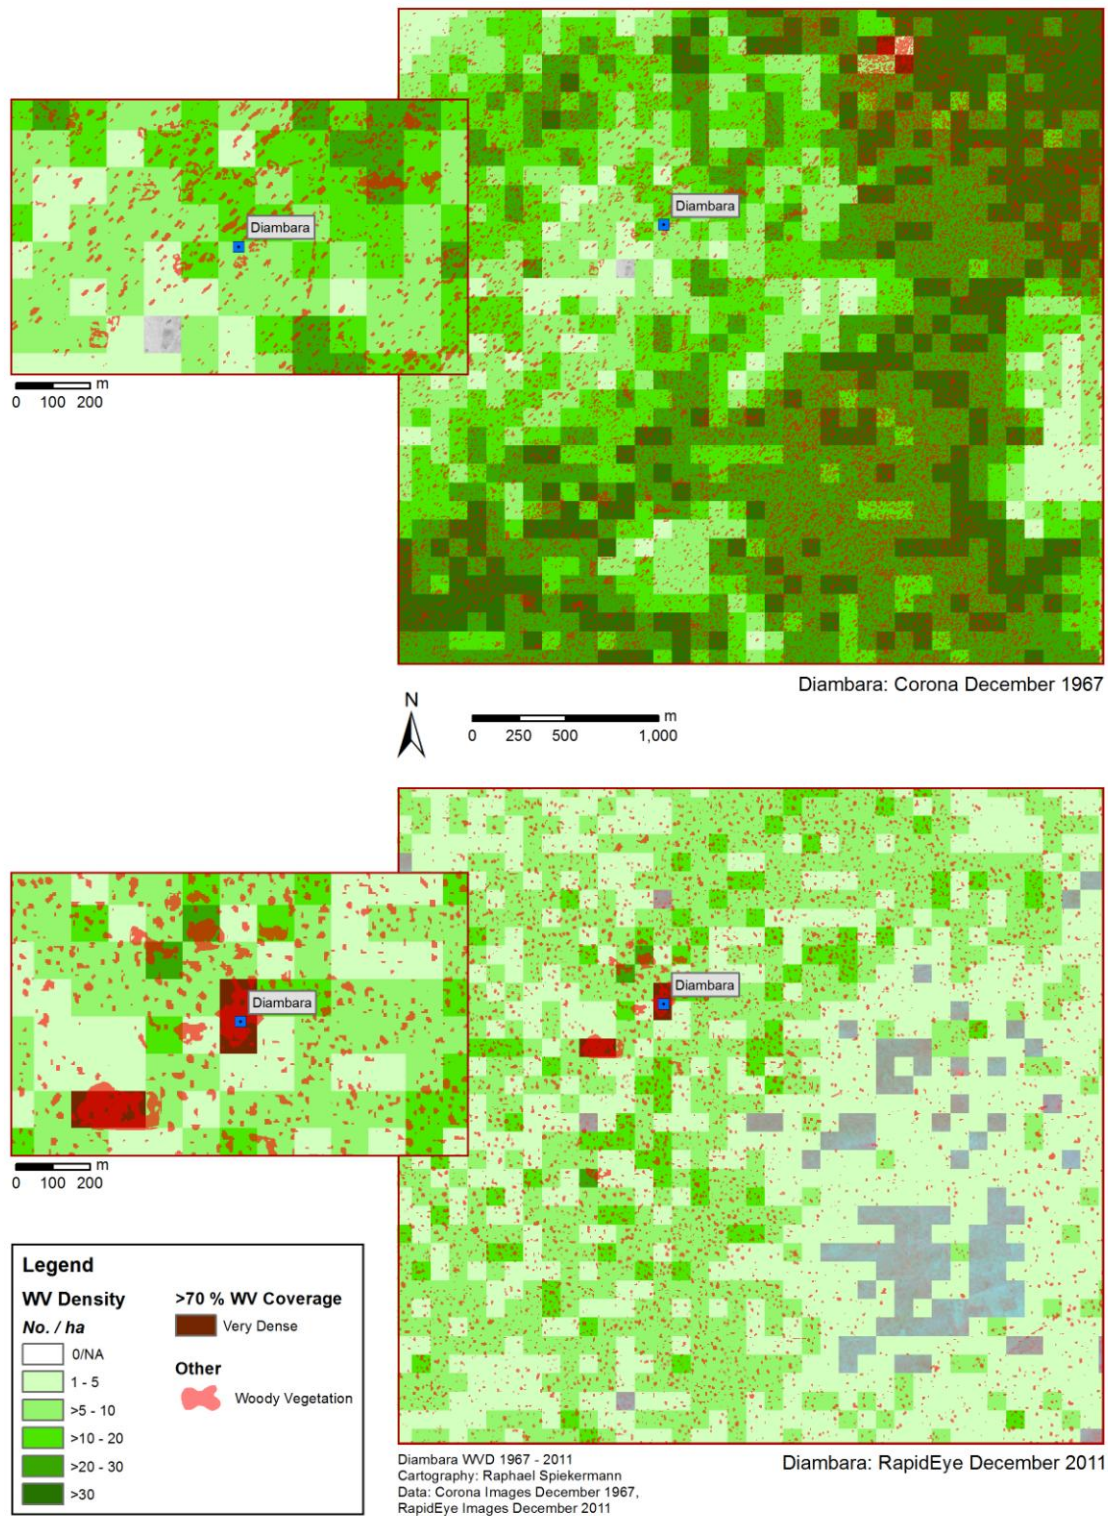 Diambara
Diambara
m
0 100 200
Diambara: Corona December 1967
N
m
0 250 500 1,000
Diambara
Diambara
m
0 100 200
Legend
WV Density
No. / ha
0/NA
1 - 5
>5 - 10
>10 - 20
>20 - 30
>30
>70 % WV Coverage
Very Dense
Other
Woody Vegetation
Diambara WVD 1967 - 2011
Cartography: Raphael Spiekermann
Data: Corona Images December 1967,
RapidEye Images December 2011
Diambara: RapidEye December 2011